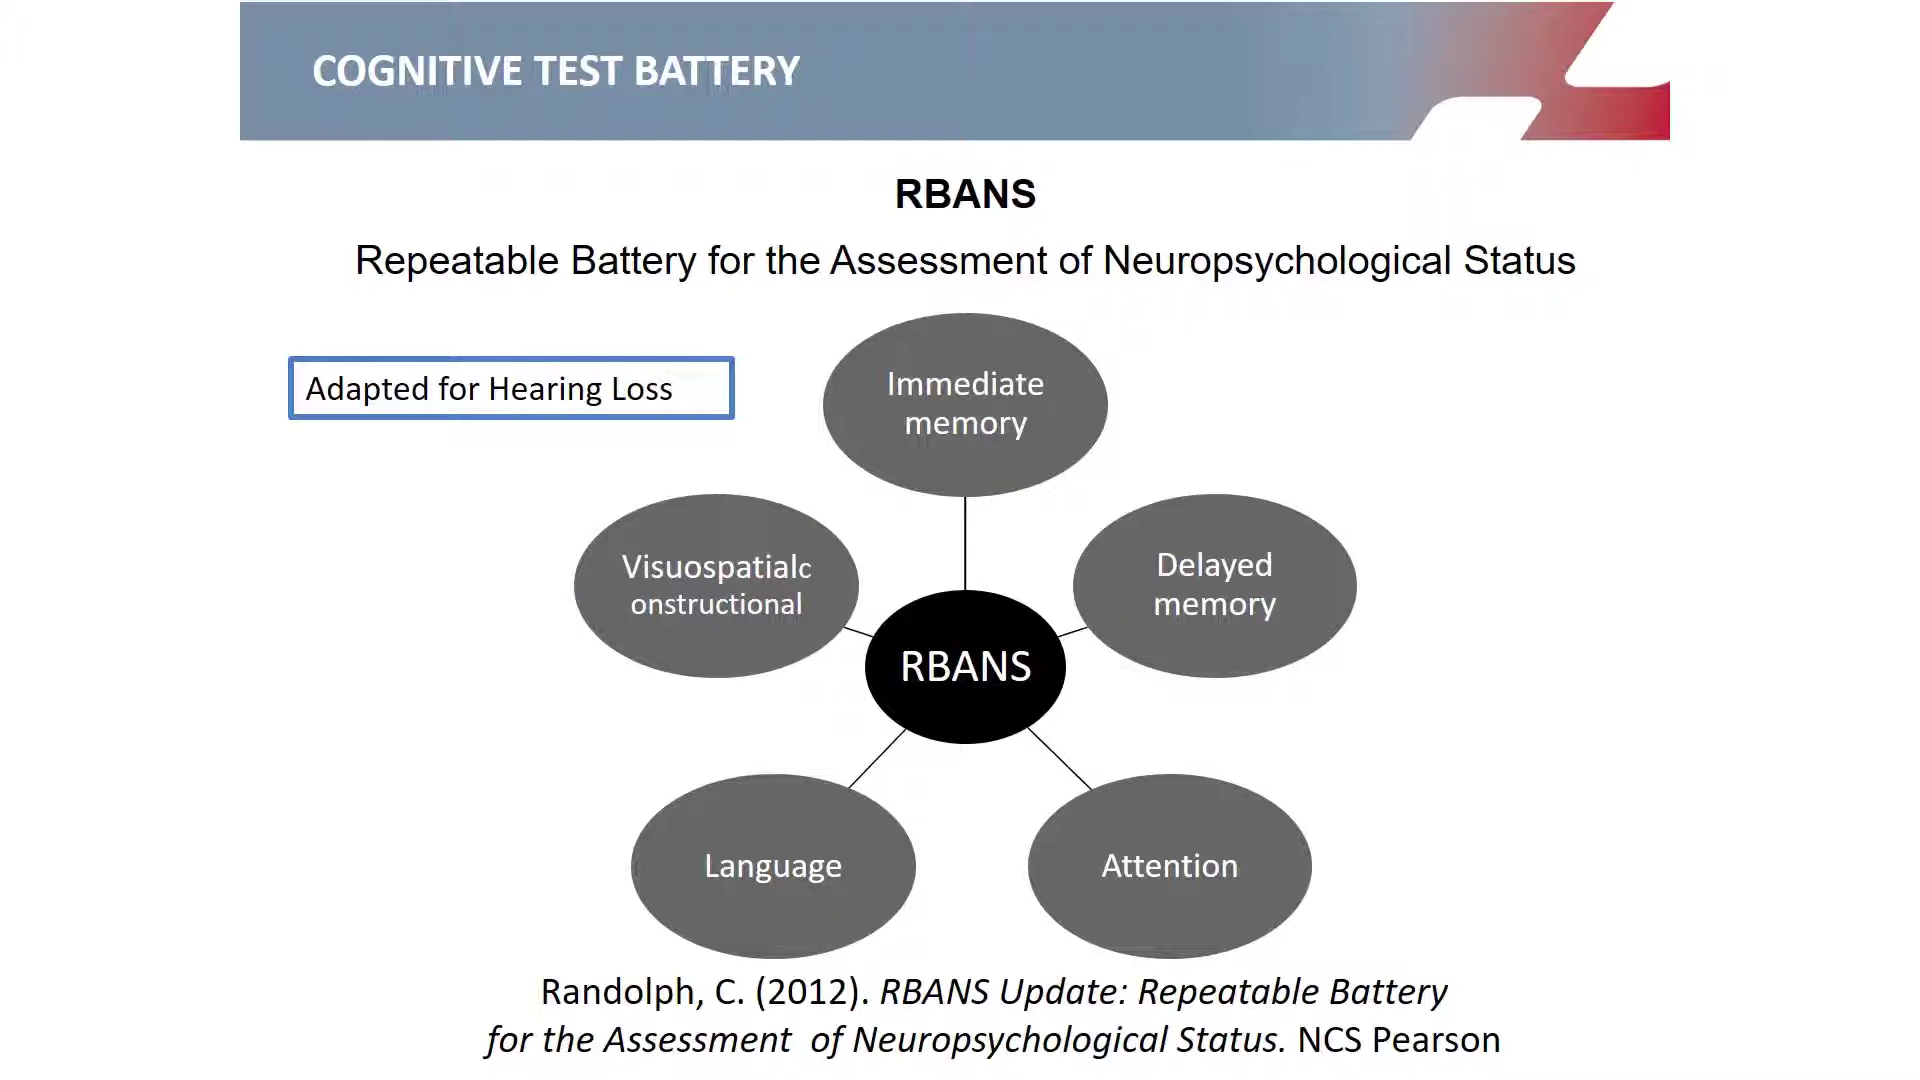 COGNITIVE TEST BATTERY
RBANS
Repeatable Battery for the Assessment of Neuropsychological Status
Adapted for Hearing Loss
Immediate
memory
Visuospatialc
onstructional
Delayed
memory
RBANS
Language
Attention
Randolph, C. (2012). RBANS Update: Repeatable Battery
for the Assessment of Neuropsychological Status. NCS Pearson